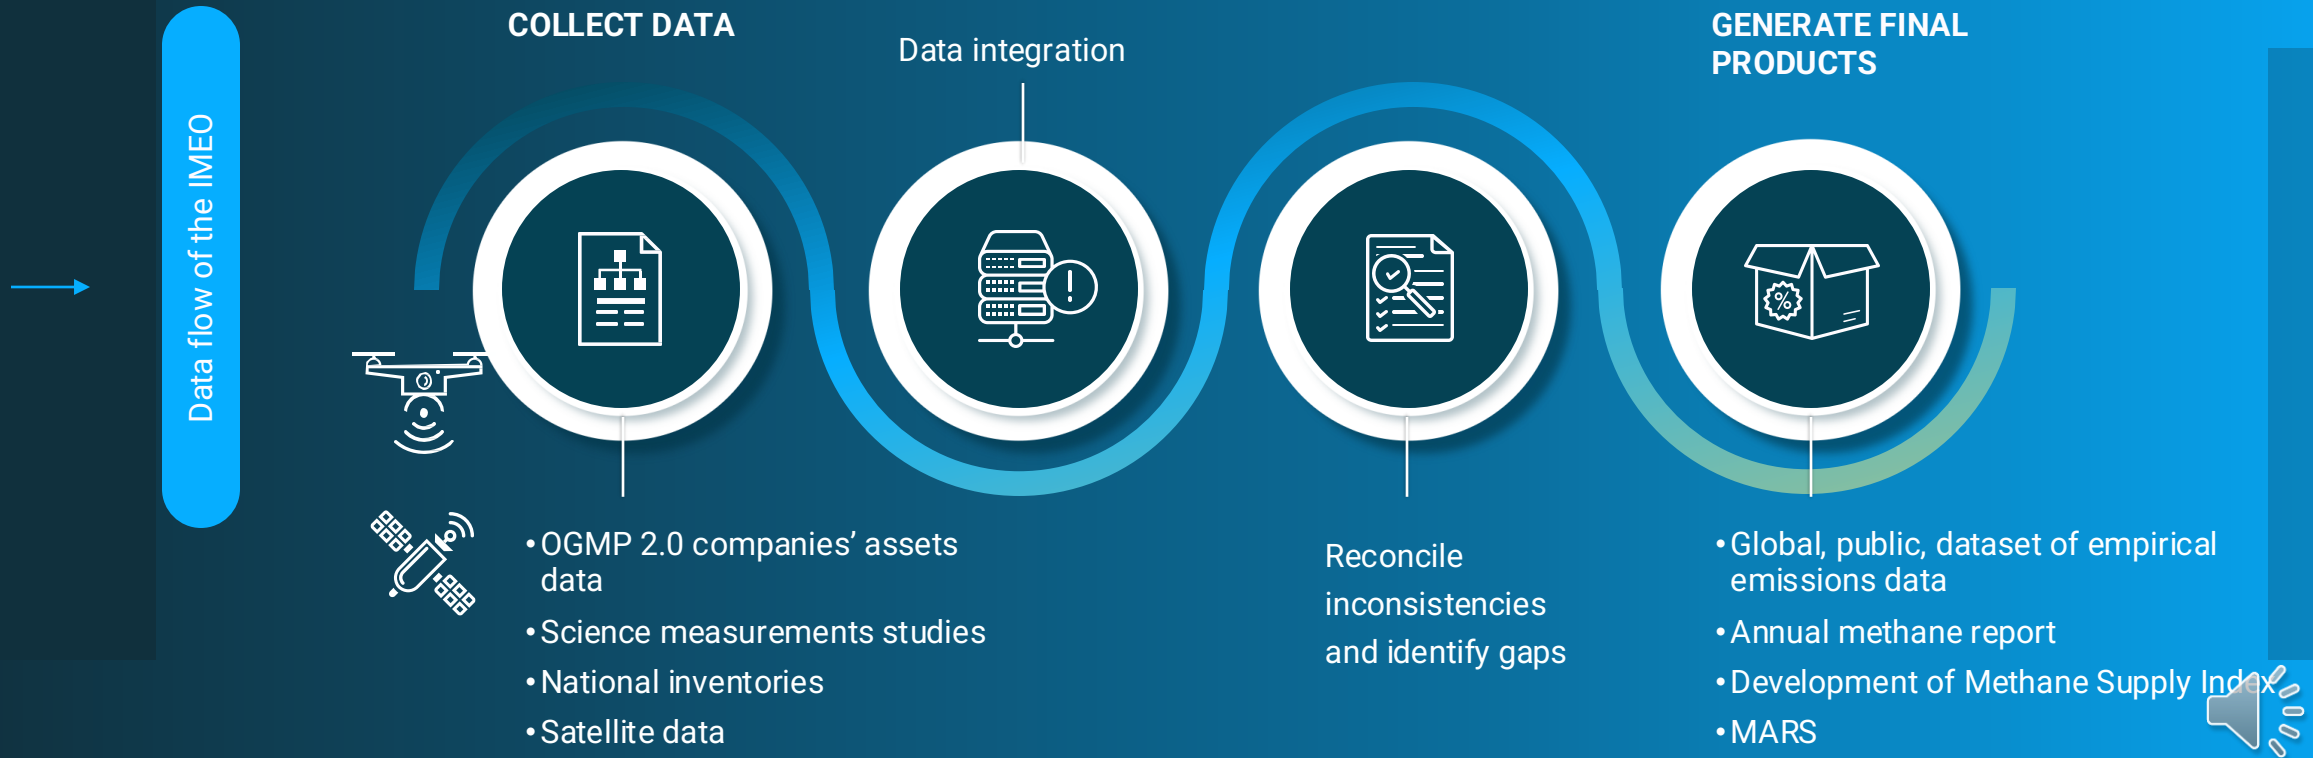 Data flow of the IMEO
COLLECT DATA
Data integration
GENERATE FINAL
PRODUCTS
•OGMP 2.0 companies’ assets
data
•Science measurements studies
•National inventories
•Satellite data
Reconcile
inconsistencies
and identify gaps
•Global, public, dataset of empirical
emissions data
•Annual methane report
•Development of Methane Supply Index
•MARS